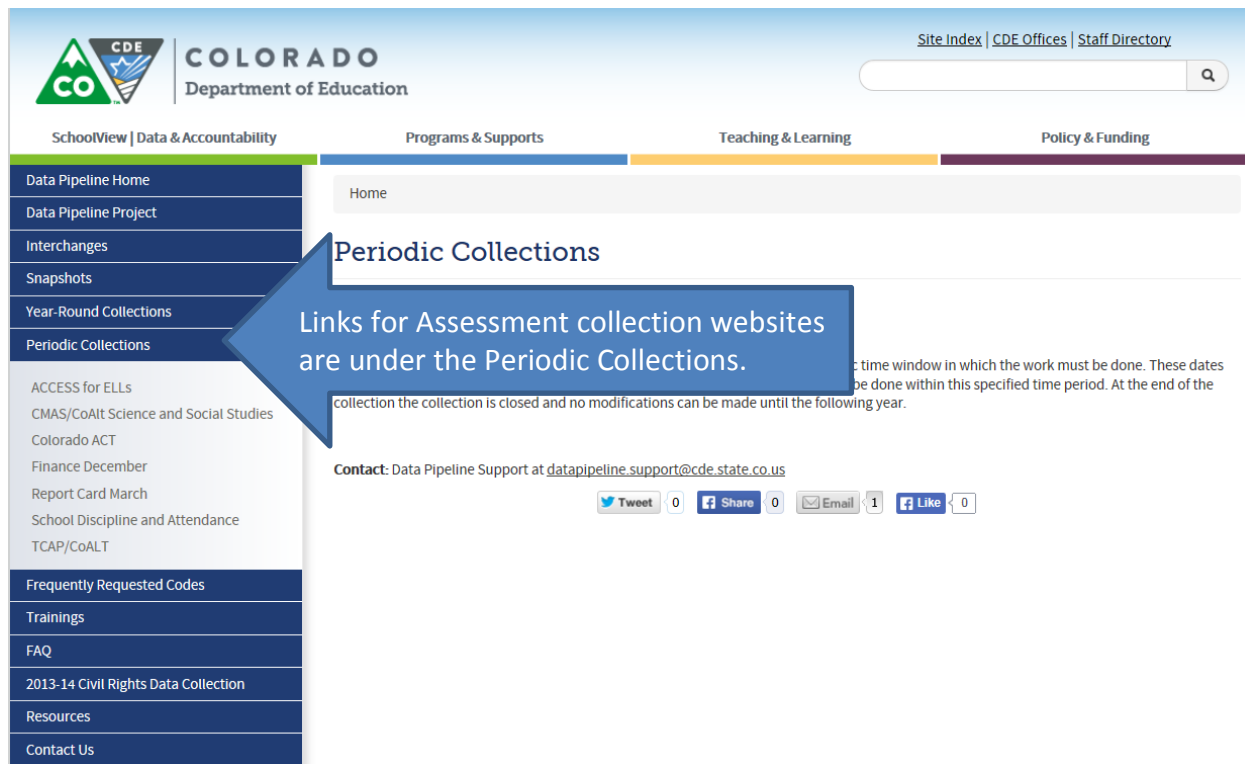 CDE
CO
COLORADO
Department of Education
Site Index | CDE Offices | Staff Directory
SchoolView | Data & Accountability
Programs & Supports
Teaching & Learning
Policy & Funding
Data Pipeline Home
Data Pipeline Project
Interchanges
Snapshots
Year-Round Collections
Periodic Collections
ACCESS for ELLs
CMAS/CoAlt Science and Social Studies
Colorado ACT
Finance December
Report Card March
School Discipline and Attendance
TCAP/CoALT
Frequently Requested Codes
Trainings
FAQ
2013-14 Civil Rights Data Collection
Resources
Contact Us
Home
Periodic Collections
Links for Assessment collection websites
are under the Periodic Collections.
time window in which the work must be done. These dates
be done within this specified time period. At the end of the
collection the collection is closed and no modifications can be made until the following year.
Contact: Data Pipeline Support at datapipeline.support@cde.state.co.us
Tweet 0 Share 0 Email 1 Like 0